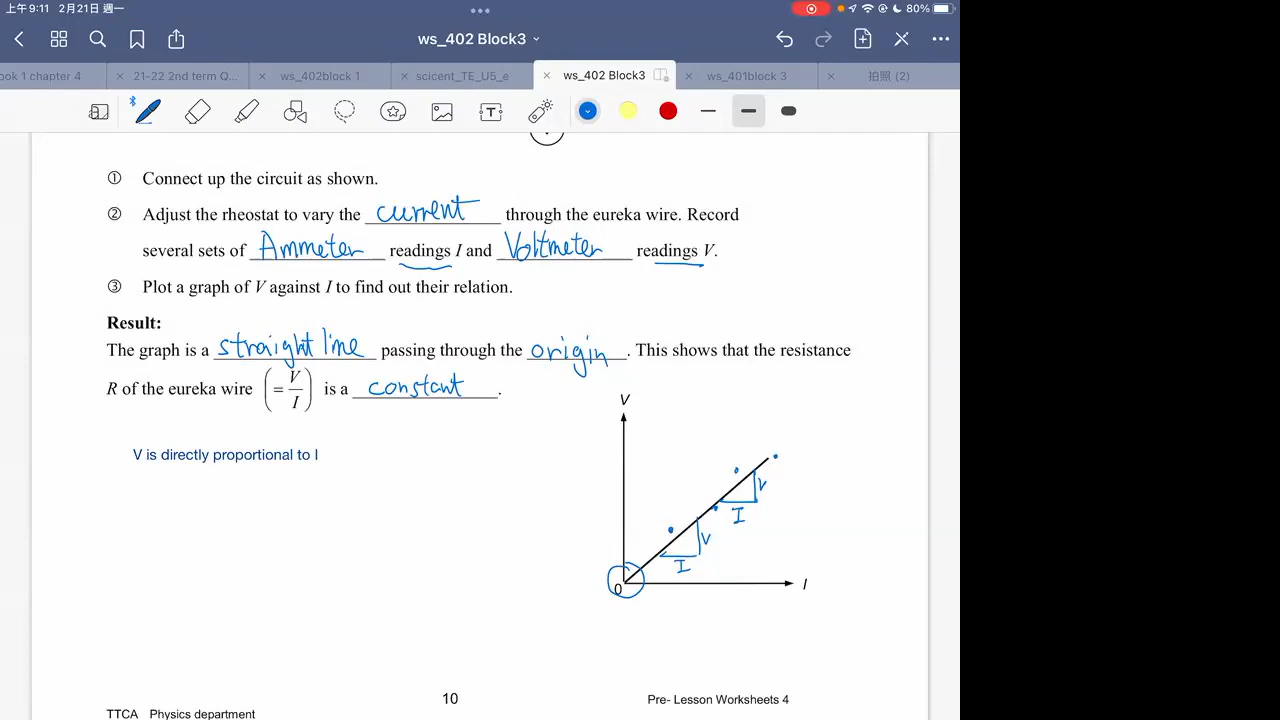 上午9:11 2月21日 週一
80%
ws_402 Block3
ook 1 chapter 4
21-22 2nd term Q...
ws_402block 1
scicent_TE_U5_e
ws_402 Block3
ws_401block 3
拍照 (2)
① Connect up the circuit as shown.
② Adjust the rheostat to vary the current through the eureka wire. Record
several sets of Ammeter readings I and Voltmeter readings V.
③ Plot a graph of V against I to find out their relation.
Result:
The graph is a straight line passing through the origin. This shows that the resistance
R of the eureka wire (= V/I) is a constant.
V is directly proportional to I
V
V
I
V
I
0
I
10
Pre- Lesson Worksheets 4
TTCA Physics department